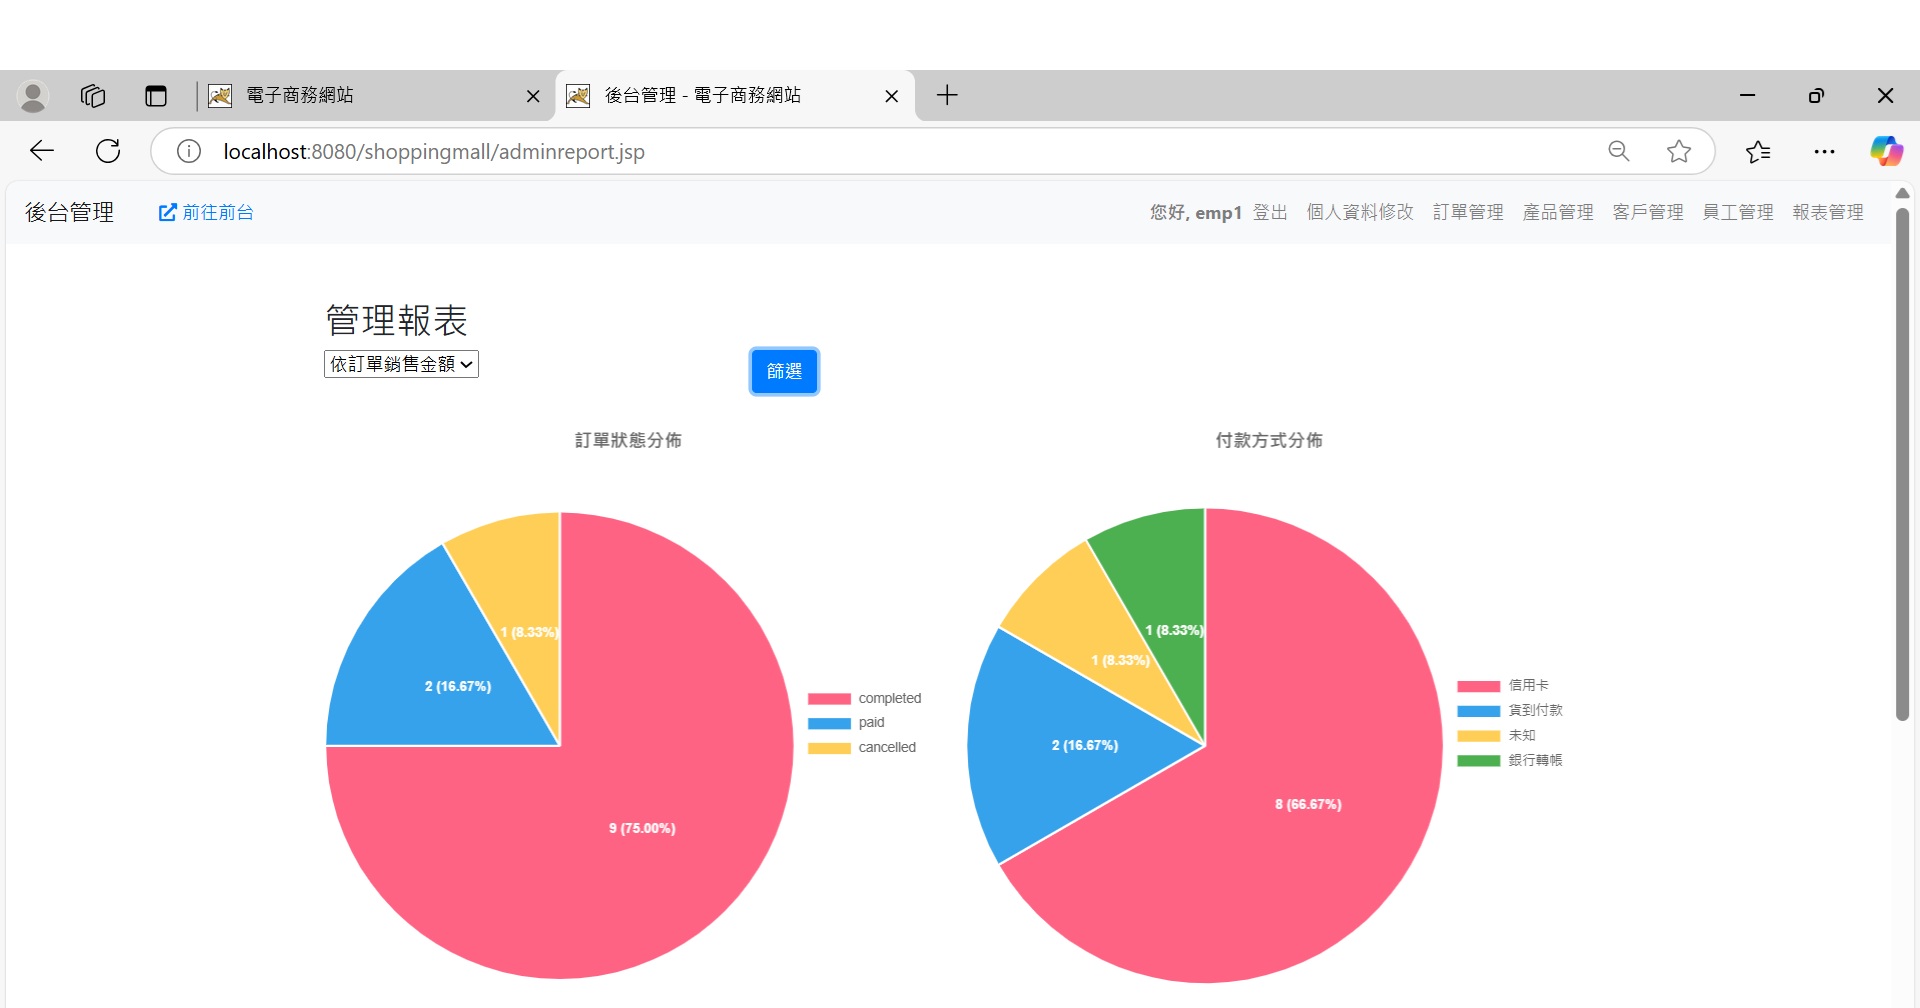 電子商務網站
後台管理 - 電子商務網站
localhost:8080/shoppingmall/adminreport.jsp
後台管理
前往前台
您好, emp1 登出 個人資料修改 訂單管理 產品管理 客戶管理 員工管理 報表管理
管理報表
依訂單銷售金額
篩選
訂單狀態分佈
1 (8.33%)
2 (16.67%)
9 (75.00%)
completed
paid
cancelled
付款方式分佈
1 (8.33%)
1 (8.33%)
2 (16.67%)
8 (66.67%)
信用卡
貨到付款
未知
銀行轉帳